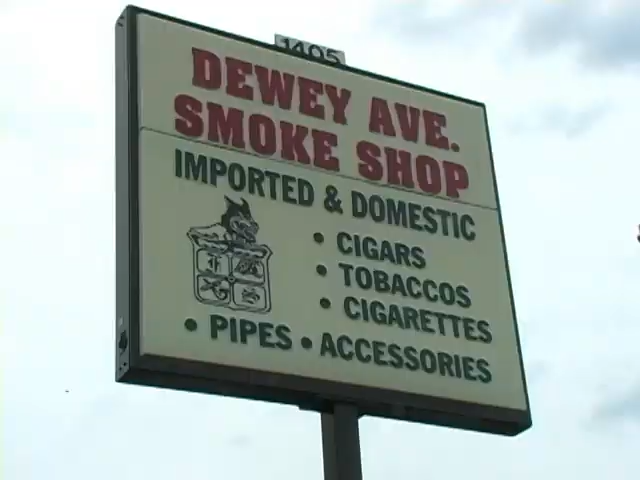 1405
DEWEY AVE.
SMOKE SHOP
IMPORTED & DOMESTIC
• CIGARS
• TOBACCOS
• CIGARETTES
• PIPES • ACCESSORIES